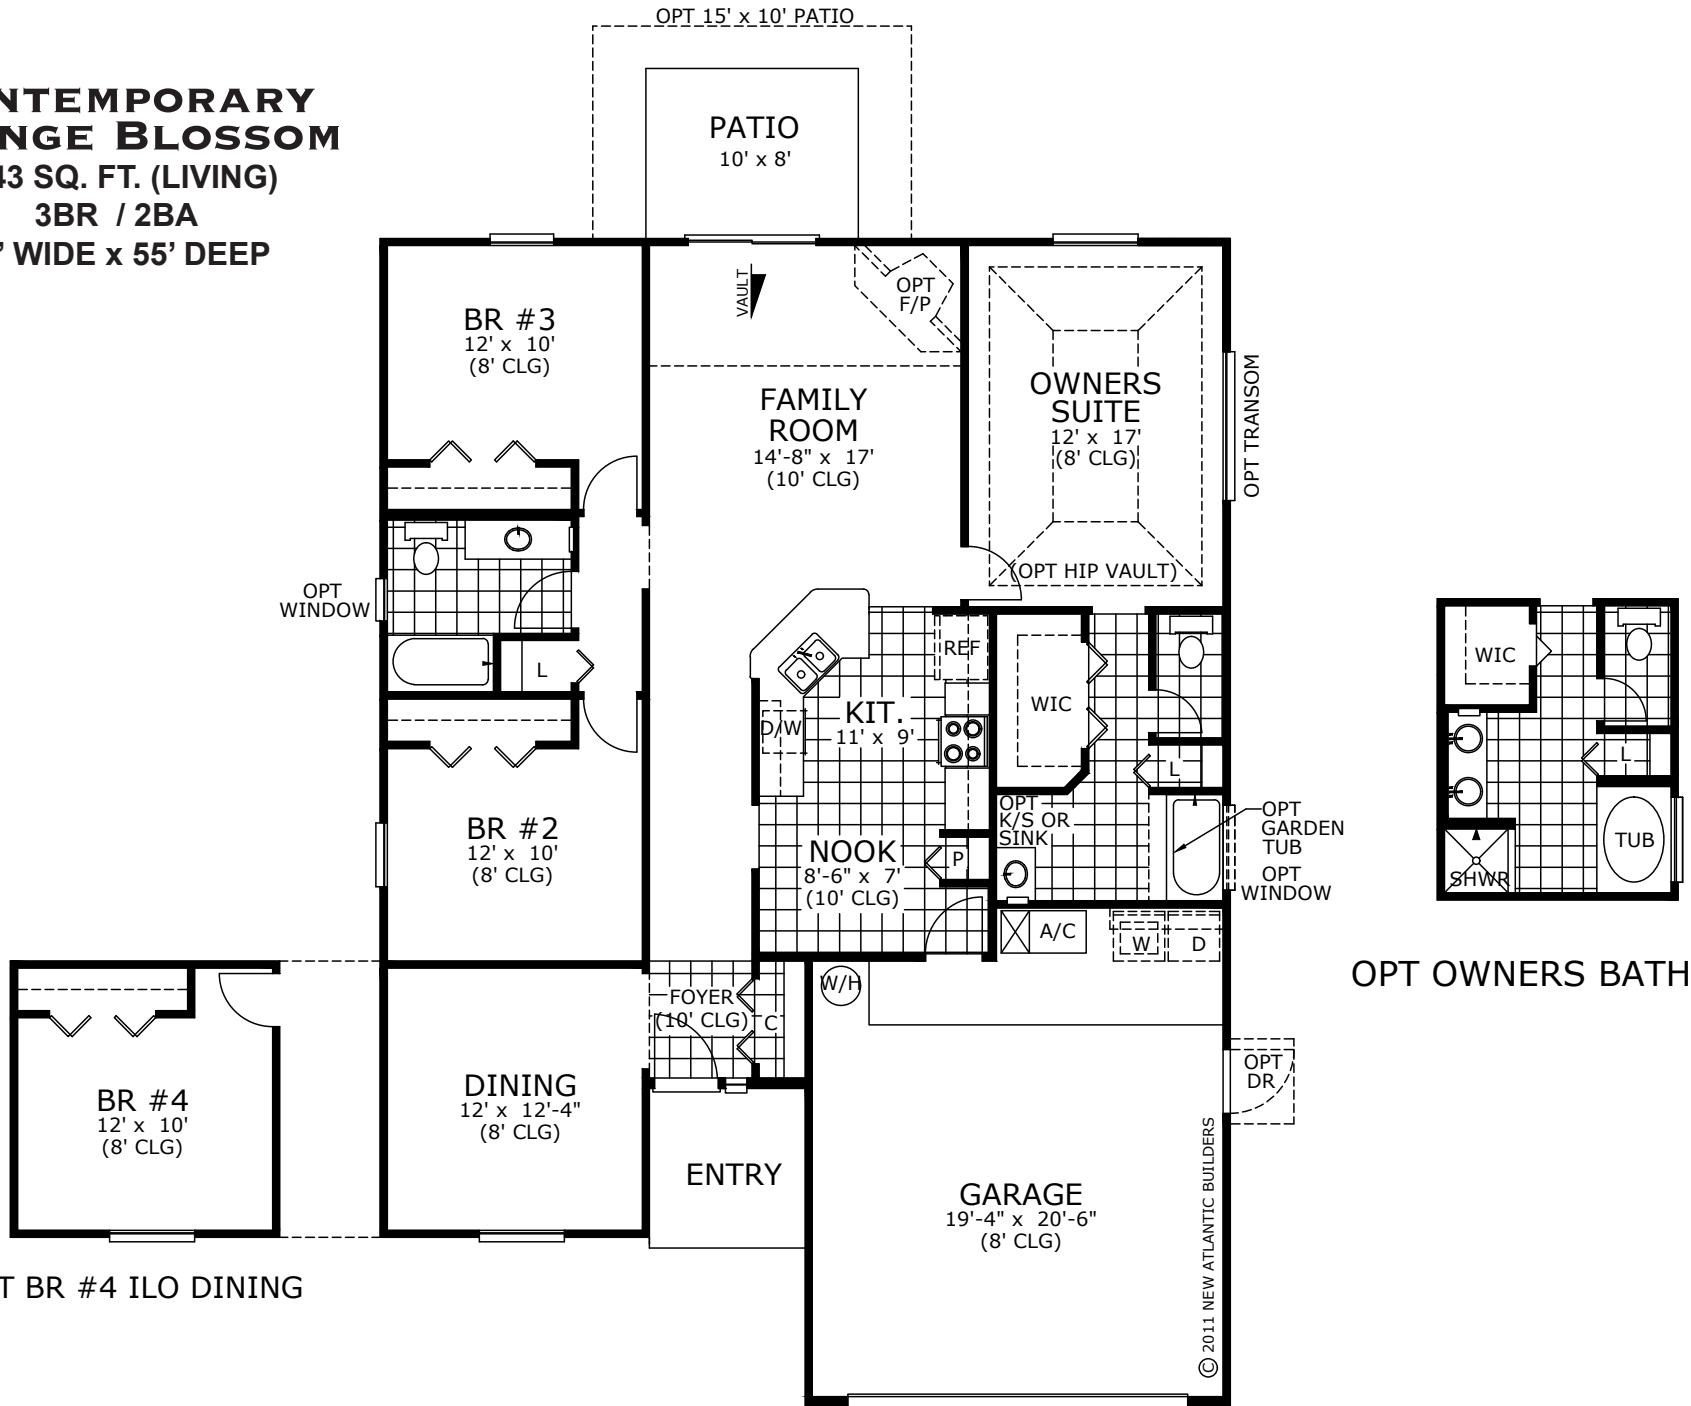 OPT 15' x 10' PATIO
NTEMPORARY
NGE BLOSSOM
43 SQ. FT. (LIVING)
3BR / 2BA
' WIDE x 55' DEEP
PATIO
10' x 8'
BR #3
12' x 10'
(8' CLG)
VAULT
OPT
F/P
FAMILY
ROOM
14'-8" x 17'
(10' CLG)
OWNERS
SUITE
12' x 17'
(8' CLG)
(OPT HIP VAULT)
OPT TRANSOM
OPT
WINDOW
L
REF
KIT.
11' x 9'
D/W
WIC
L
BR #2
12' x 10'
(8' CLG)
NOOK
8'-6" x 7'
(10' CLG)
P
OPT
K/S OR
SINK
OPT
GARDEN
TUB
OPT
WINDOW
WIC
L
TUB
SHWR
OPT OWNERS BATH
A/C
W
D
W/H
FOYER
(10' CLG)
C
BR #4
12' x 10'
(8' CLG)
T BR #4 ILO DINING
DINING
12' x 12'-4"
(8' CLG)
ENTRY
GARAGE
19'-4" x 20'-6"
(8' CLG)
OPT
DR
© 2011 NEW ATLANTIC BUILDERS